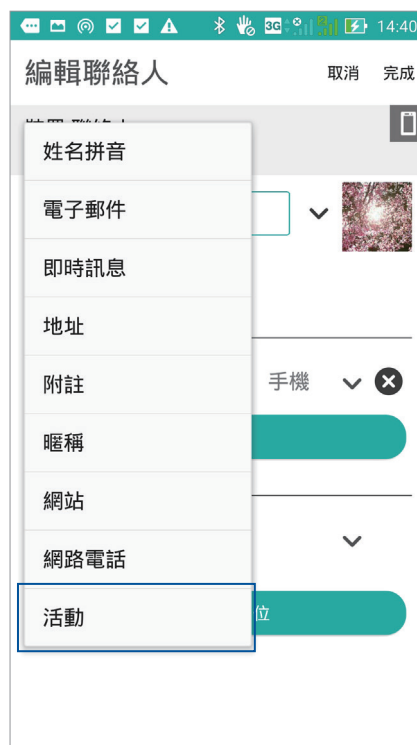 3G 14:40
編輯聯絡人 取消 完成
姓名拼音
電子郵件
即時訊息
地址
手機
附註
暱稱
網站
網路電話
活動
位